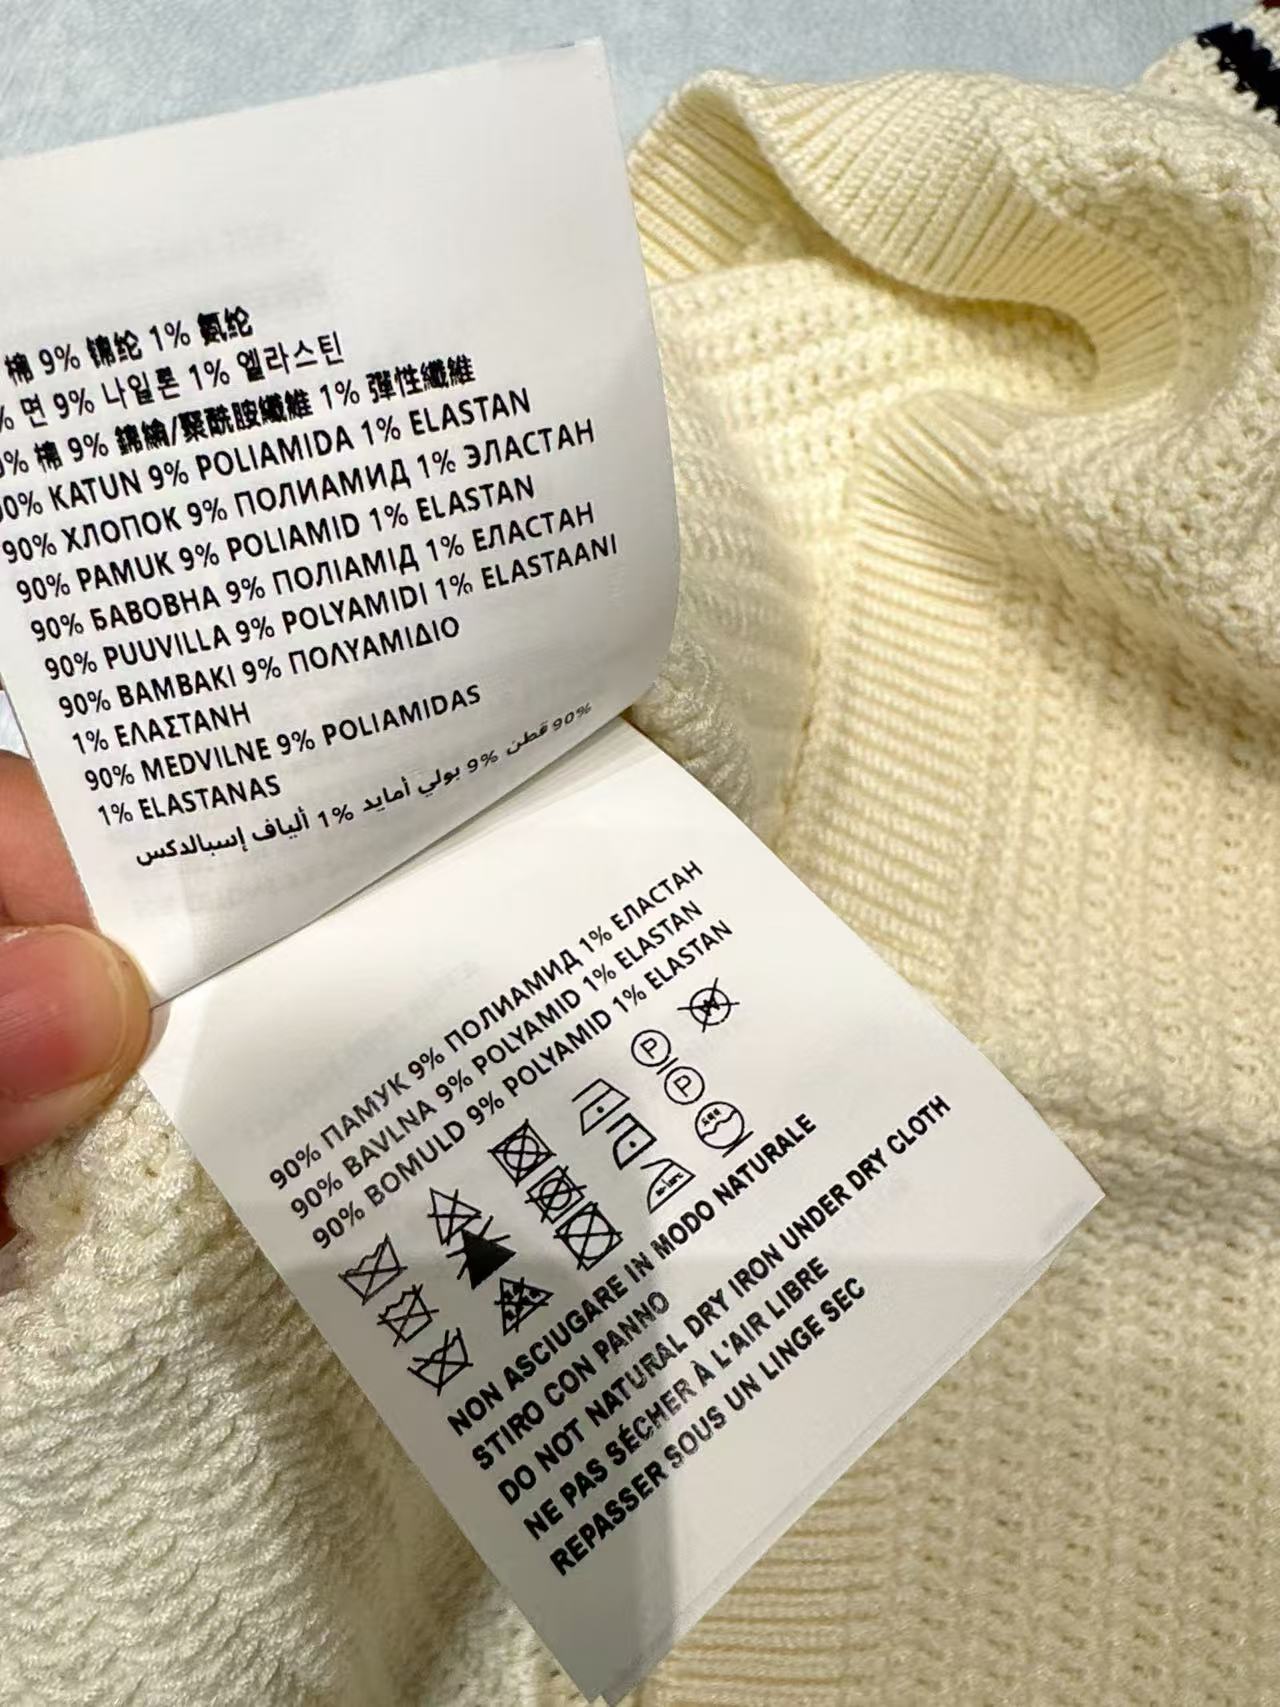 棉 9% 锦纶 1% 氨纶
% 면 9% 나일론 1% 엘라스틴
0% 棉 9% 錦綸/聚酰胺纖維 1% 彈性纖維
90% KATUN 9% POLIAMIDA 1% ELASTAN
90% ХЛОПОК 9% ПОЛИАМИД 1% ЭЛАСТАН
90% PAMUK 9% POLIAMID 1% ELASTAN
90% БАВОВНА 9% ПОЛІАМІД 1% ЕЛАСТАН
90% PUUVILLA 9% POLYAMIDI 1% ELASTAANI
90% ΒΑΜΒΑΚΙ 9% ΠΟΛΥΑΜΙΔΙΟ
1% ΕΛΑΣΤΑΝΗ
90% MEDVILNE 9% POLIAMIDAS
1% ELASTANAS
90% قطن 9% بولي أمايد 1% ألياف إسبالدكس
90% ПАМУК 9% ПОЛИАМИД 1% ЕЛАСТАН
90% BAVLNA 9% POLYAMID 1% ELASTAN
90% BOMULD 9% POLYAMID 1% ELASTAN
W
P
P
NON ASCIUGARE IN MODO NATURALE
STIRO CON PANNO
DO NOT NATURAL DRY IRON UNDER DRY CLOTH
NE PAS SÉCHER À L'AIR LIBRE
REPASSER SOUS UN LINGE SEC